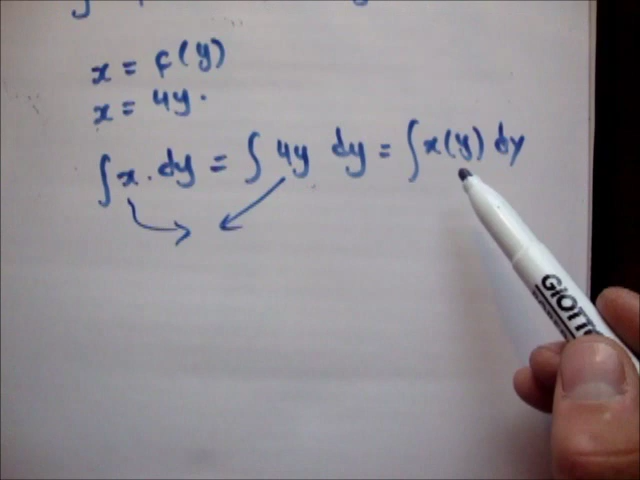 x = f(y)
x = 4y.
∫x. dy = ∫ 4y dy = ∫x(y) dy
GIOTTO